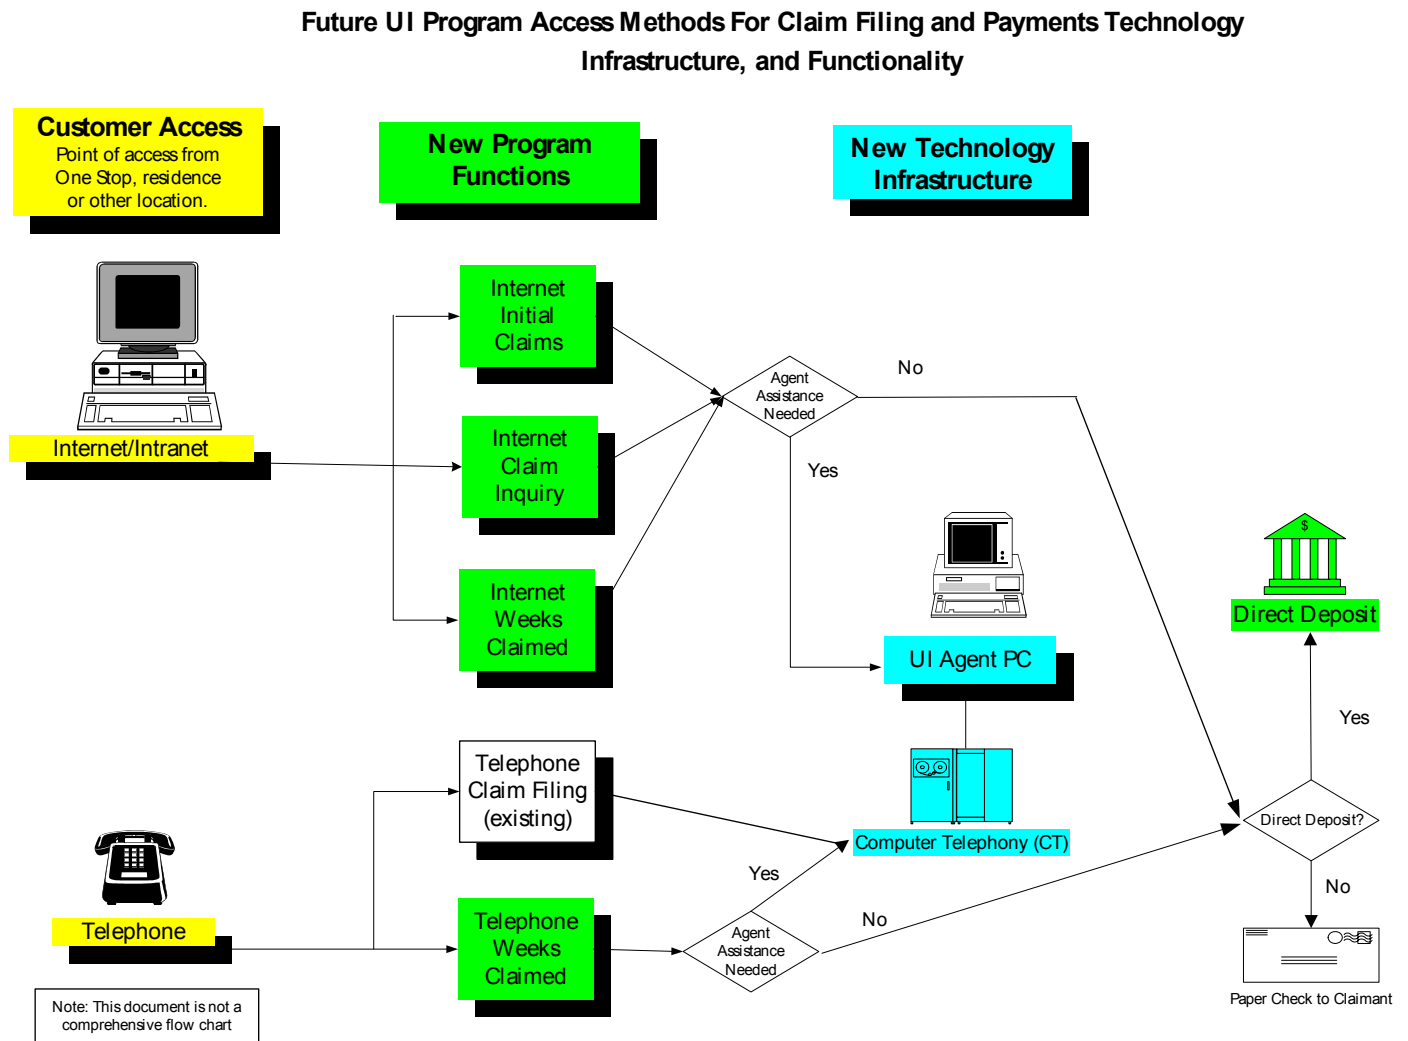 Future UI Program Access Methods For Claim Filing and Payments Technology
Infrastructure, and Functionality
Customer Access
Point of access from
One Stop, residence
or other location.
New Program
Functions
New Technology
Infrastructure
Internet
Initial
Claims
Agent
Assistance
Needed
No
Internet/Intranet
Internet
Claim
Inquiry
Yes
$
Direct Deposit
Internet
Weeks
Claimed
UI Agent PC
Yes
Telephone
Claim Filing
(existing)
Direct Deposit?
Computer Telephony (CT)
Yes
No
Telephone
Telephone
Weeks
Claimed
Agent
Assistance
Needed
No
Paper Check to Claimant
Note: This document is not a
comprehensive flow chart